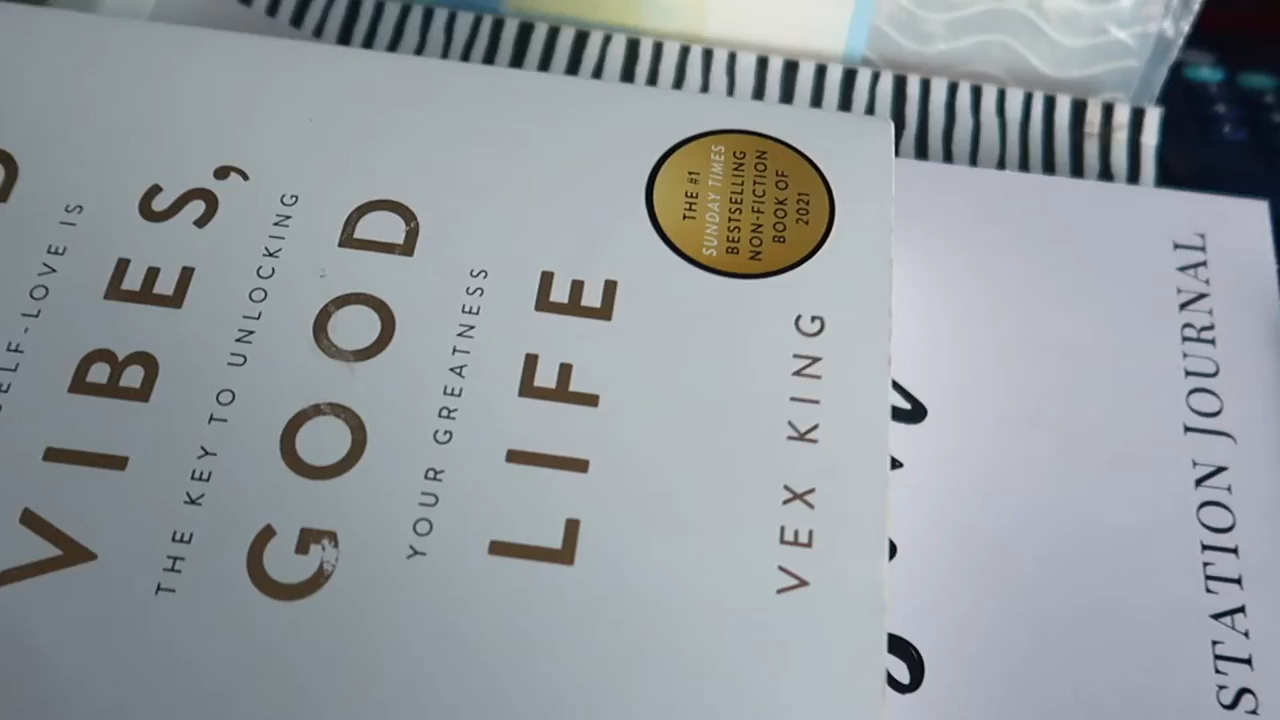 SELF-LOVE IS
VIBES,
THE KEY TO UNLOCKING
GOOD
YOUR GREATNESS
LIFE
THE #1
SUNDAY TIMES
BESTSELLING
NON-FICTION
BOOK OF
2021
VEX KING
STATION JOURNAL